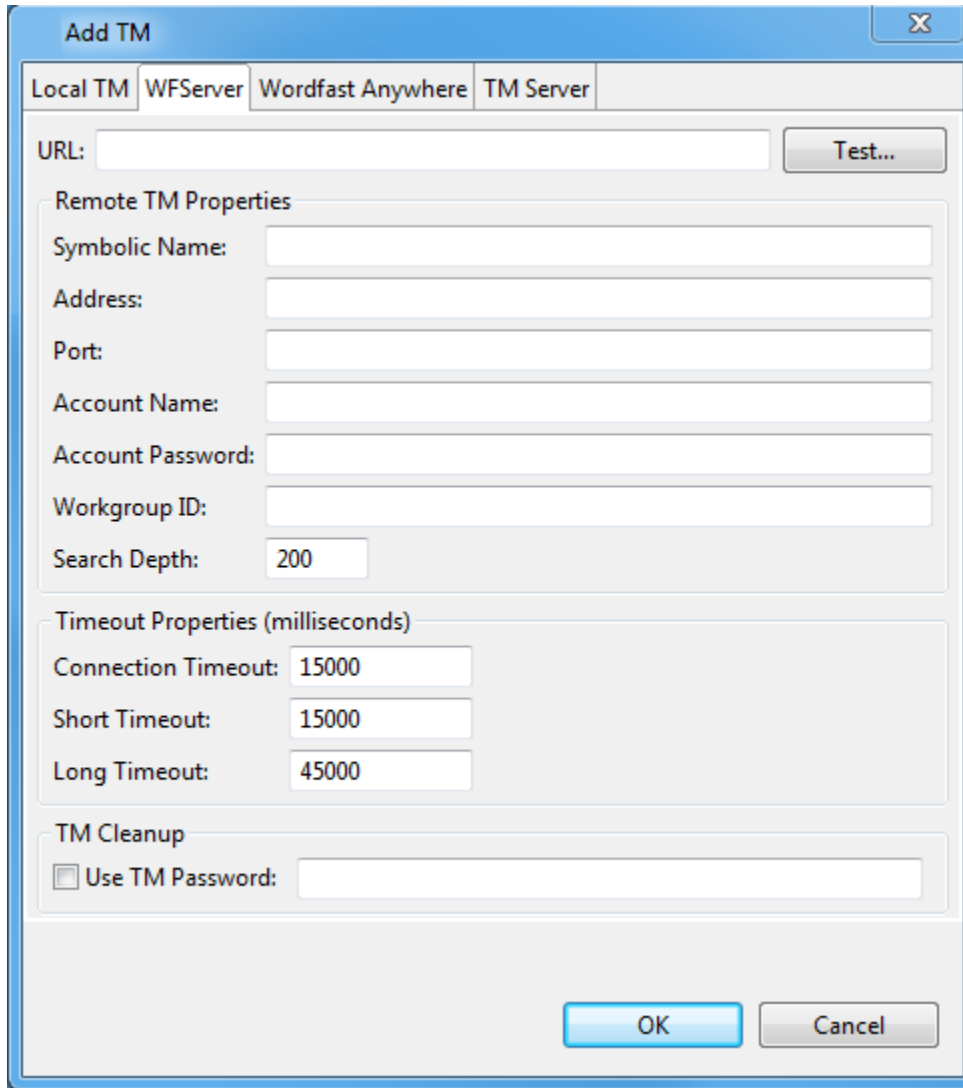 Add TM
Local TM WFServer Wordfast Anywhere TM Server
URL: Test...
Remote TM Properties
Symbolic Name:
Address:
Port:
Account Name:
Account Password:
Workgroup ID:
Search Depth: 200
Timeout Properties (milliseconds)
Connection Timeout: 15000
Short Timeout: 15000
Long Timeout: 45000
TM Cleanup
Use TM Password:
OK Cancel